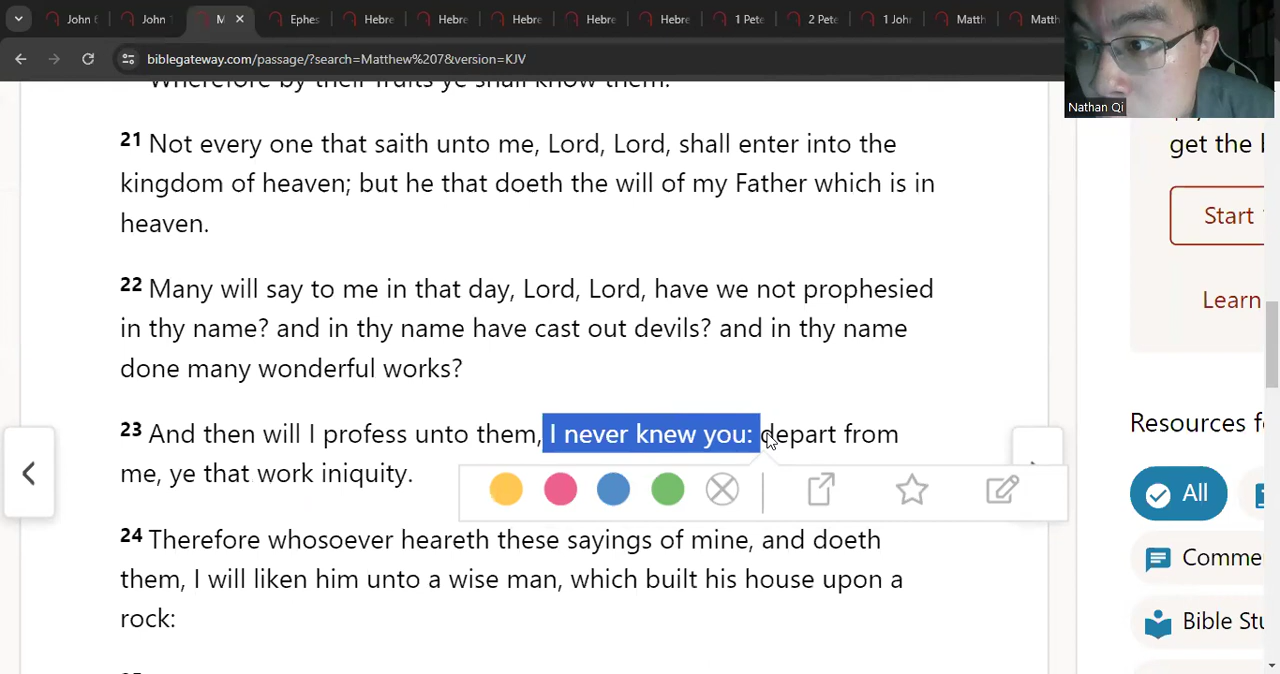 John 6
John 1
M
Ephes
Hebre
Hebre
Hebre
Hebre
Hebre
1 Pete
2 Pete
1 John
Matth
Matth
biblegateway.com/passage/?search=Matthew%207&version=KJV
Nathan Qi
Wherefore by their fruits ye shall know them.
21 Not every one that saith unto me, Lord, Lord, shall enter into the
kingdom of heaven; but he that doeth the will of my Father which is in
heaven.
22 Many will say to me in that day, Lord, Lord, have we not prophesied
in thy name? and in thy name have cast out devils? and in thy name
done many wonderful works?
23 And then will I profess unto them, I never knew you: depart from
me, ye that work iniquity.
24 Therefore whosoever heareth these sayings of mine, and doeth
them, I will liken him unto a wise man, which built his house upon a
rock:
get the b
Start
Learn
Resources fo
All
Comme
Bible Stu